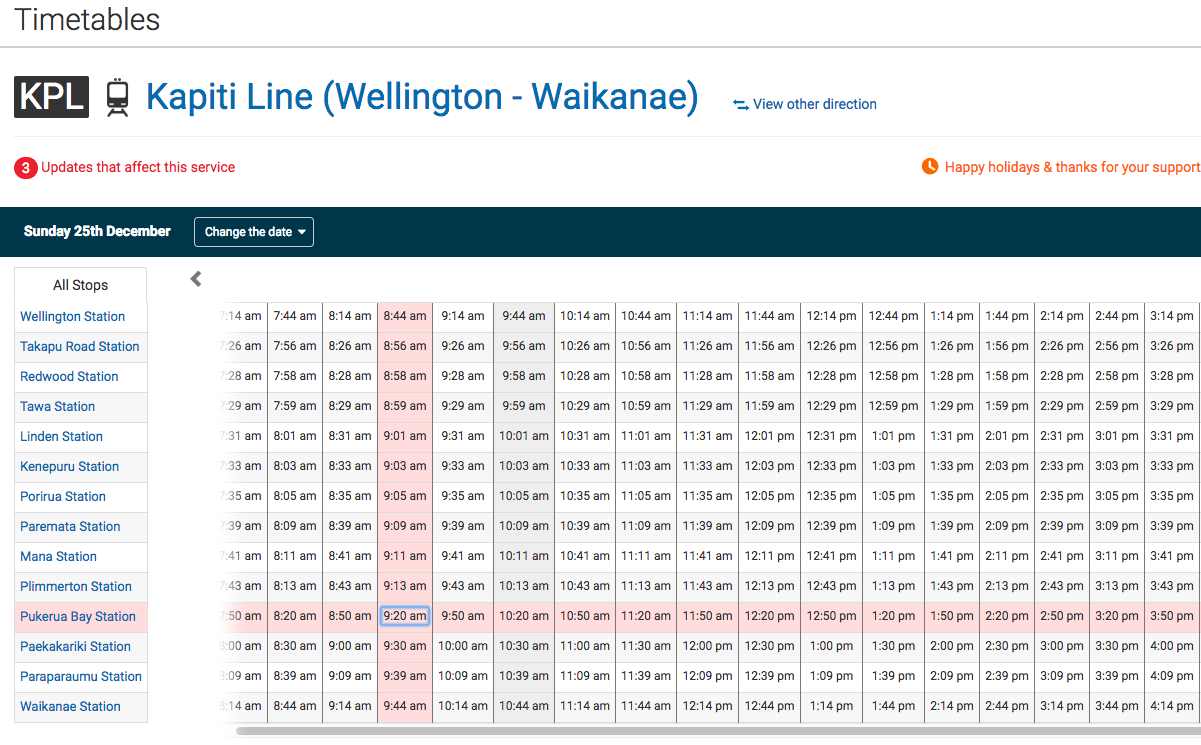 Timetables
KPL Kapiti Line (Wellington - Waikanae) View other direction
3 Updates that affect this service Happy holidays & thanks for your support
Sunday 25th December Change the date
All Stops
Wellington Station 7:14 am 7:44 am 8:14 am 8:44 am 9:14 am 9:44 am 10:14 am 10:44 am 11:14 am 11:44 am 12:14 pm 12:44 pm 1:14 pm 1:44 pm 2:14 pm 2:44 pm 3:14 pm
Takapu Road Station 7:26 am 7:56 am 8:26 am 8:56 am 9:26 am 9:56 am 10:26 am 10:56 am 11:26 am 11:56 am 12:26 pm 12:56 pm 1:26 pm 1:56 pm 2:26 pm 2:56 pm 3:26 pm
Redwood Station 7:28 am 7:58 am 8:28 am 8:58 am 9:28 am 9:58 am 10:28 am 10:58 am 11:28 am 11:58 am 12:28 pm 12:58 pm 1:28 pm 1:58 pm 2:28 pm 2:58 pm 3:28 pm
Tawa Station 7:29 am 7:59 am 8:29 am 8:59 am 9:29 am 9:59 am 10:29 am 10:59 am 11:29 am 11:59 am 12:29 pm 12:59 pm 1:29 pm 1:59 pm 2:29 pm 2:59 pm 3:29 pm
Linden Station 7:31 am 8:01 am 8:31 am 9:01 am 9:31 am 10:01 am 10:31 am 11:01 am 11:31 am 12:01 pm 12:31 pm 1:01 pm 1:31 pm 2:01 pm 2:31 pm 3:01 pm 3:31 pm
Kenepuru Station 7:33 am 8:03 am 8:33 am 9:03 am 9:33 am 10:03 am 10:33 am 11:03 am 11:33 am 12:03 pm 12:33 pm 1:03 pm 1:33 pm 2:03 pm 2:33 pm 3:03 pm 3:33 pm
Porirua Station 7:35 am 8:05 am 8:35 am 9:05 am 9:35 am 10:05 am 10:35 am 11:05 am 11:35 am 12:05 pm 12:35 pm 1:05 pm 1:35 pm 2:05 pm 2:35 pm 3:05 pm 3:35 pm
Paremata Station 7:39 am 8:09 am 8:39 am 9:09 am 9:39 am 10:09 am 10:39 am 11:09 am 11:39 am 12:09 pm 12:39 pm 1:09 pm 1:39 pm 2:09 pm 2:39 pm 3:09 pm 3:39 pm
Mana Station 7:41 am 8:11 am 8:41 am 9:11 am 9:41 am 10:11 am 10:41 am 11:11 am 11:41 am 12:11 pm 12:41 pm 1:11 pm 1:41 pm 2:11 pm 2:41 pm 3:11 pm 3:41 pm
Plimmerton Station 7:43 am 8:13 am 8:43 am 9:13 am 9:43 am 10:13 am 10:43 am 11:13 am 11:43 am 12:13 pm 12:43 pm 1:13 pm 1:43 pm 2:13 pm 2:43 pm 3:13 pm 3:43 pm
Pukerua Bay Station 7:50 am 8:20 am 8:50 am 9:20 am 9:50 am 10:20 am 10:50 am 11:20 am 11:50 am 12:20 pm 12:50 pm 1:20 pm 1:50 pm 2:20 pm 2:50 pm 3:20 pm 3:50 pm
Paekakariki Station 8:00 am 8:30 am 9:00 am 9:30 am 10:00 am 10:30 am 11:00 am 11:30 am 12:00 pm 12:30 pm 1:00 pm 1:30 pm 2:00 pm 2:30 pm 3:00 pm 3:30 pm 4:00 pm
Paraparaumu Station 8:09 am 8:39 am 9:09 am 9:39 am 10:09 am 10:39 am 11:09 am 11:39 am 12:09 pm 12:39 pm 1:09 pm 1:39 pm 2:09 pm 2:39 pm 3:09 pm 3:39 pm 4:09 pm
Waikanae Station 8:14 am 8:44 am 9:14 am 9:44 am 10:14 am 10:44 am 11:14 am 11:44 am 12:14 pm 12:44 pm 1:14 pm 1:44 pm 2:14 pm 2:44 pm 3:14 pm 3:44 pm 4:14 pm